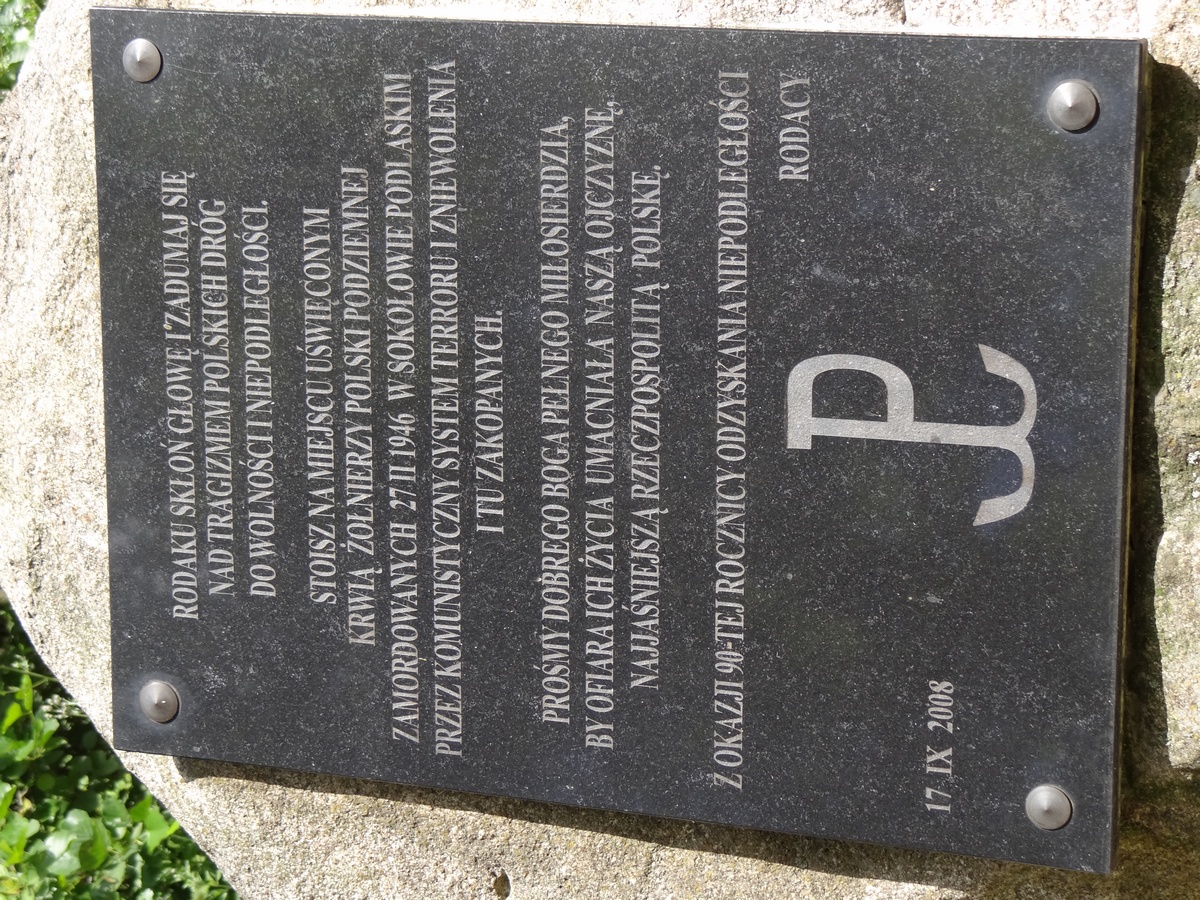 RODAKU SKŁOŃ GŁOWĘ I ZADUMAJ SIĘ
NAD TRAGIZMEM POLSKICH DRÓG
DO WOLNOŚCI I NIEPODLEGŁOŚCI.
STOISZ NA MIEJSCU UŚWIĘCONYM
KRWIĄ ŻOŁNIERZY POLSKI PODZIEMNEJ
ZAMORDOWANYCH 27 II 1946 W SOKOŁOWIE PODLASKIM
PRZEZ KOMUNISTYCZNY SYSTEM TERRORU I ZNIEWOLENIA
I TU ZAKOPANYCH.
PROŚMY DOBREGO BOGA PEŁNEGO MIŁOSIERDZIA,
BY OFIARA ICH ŻYCIA UMACNIAŁA NASZĄ OJCZYZNĘ,
NAJJAŚNIEJSZĄ RZECZPOSPOLITĄ POLSKĘ.
Z OKAZJI 90-TEJ ROCZNICY ODZYSKANIA NIEPODLEGŁOŚCI
RODACY
17 IX 2008